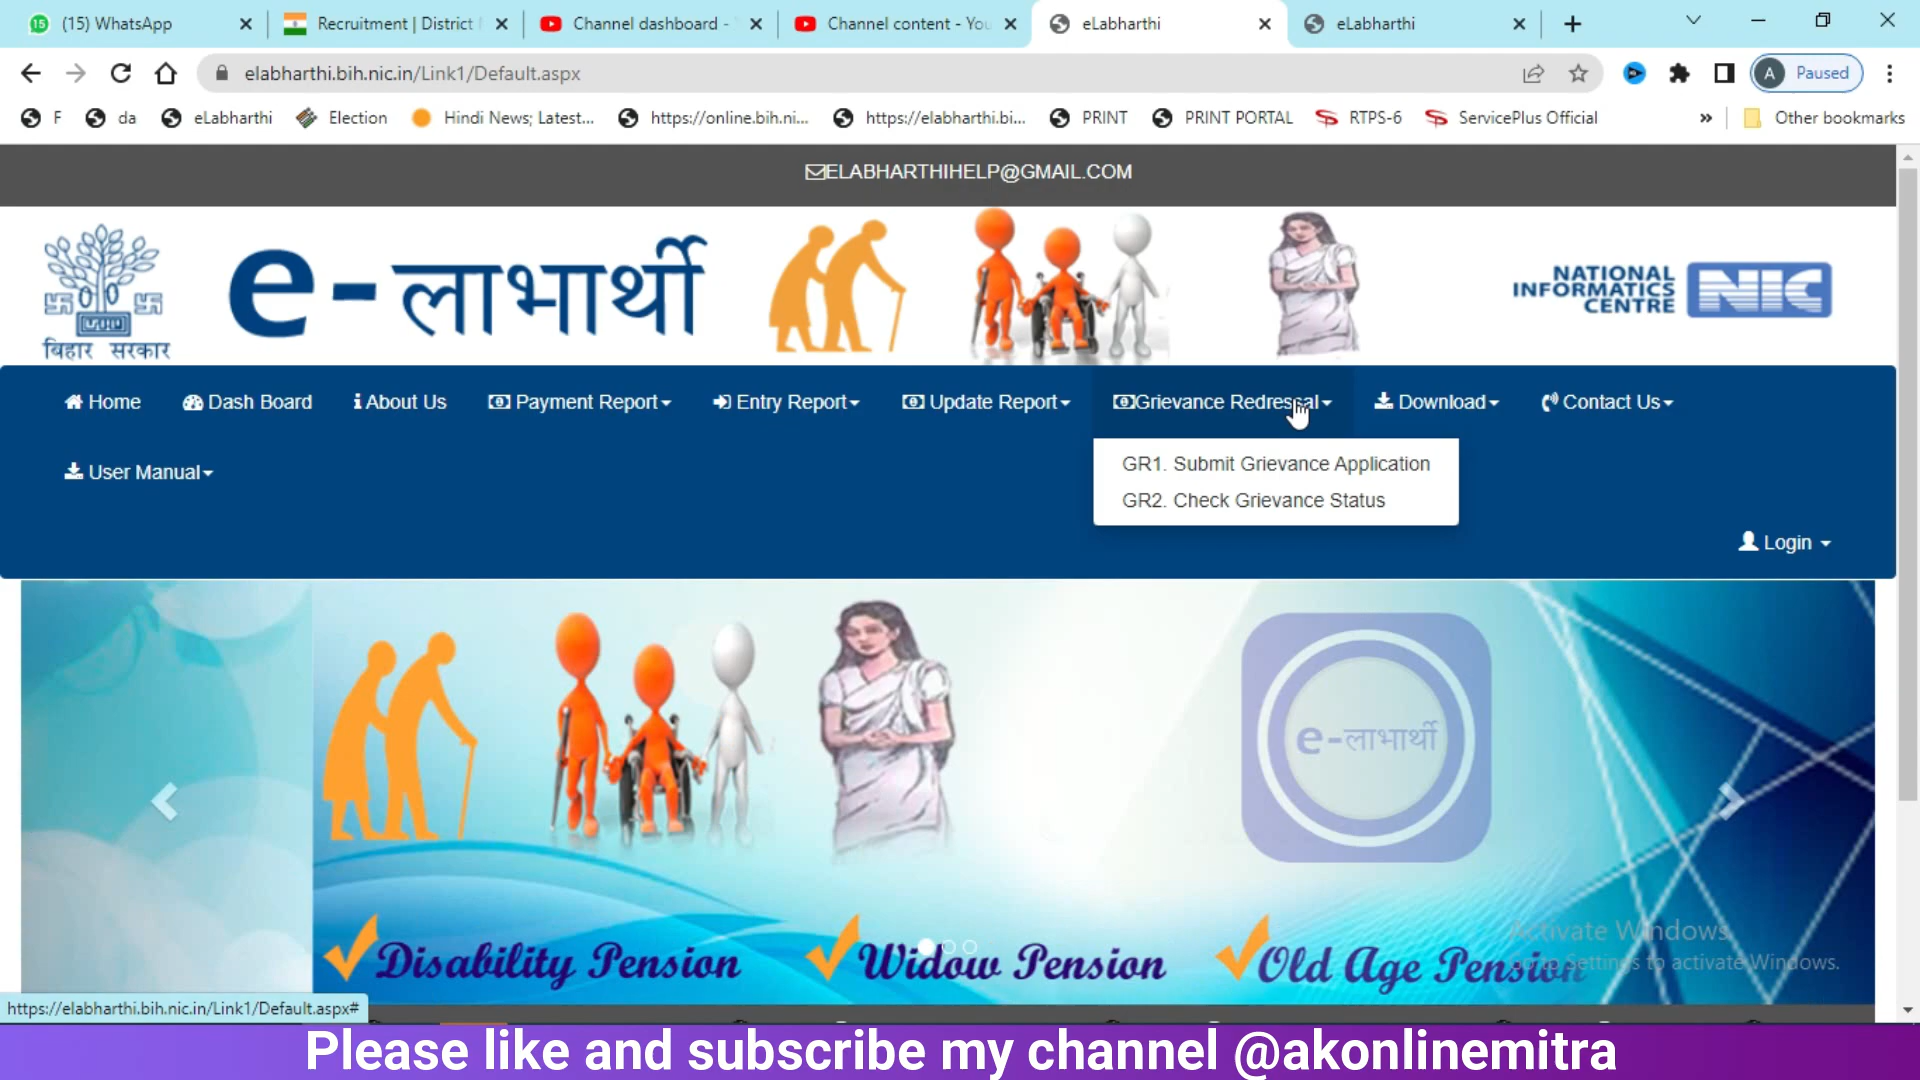 15 (15) WhatsApp
Recruitment | District
Channel dashboard -
Channel content - You
eLabharthi
eLabharthi
elabharthi.bih.nic.in/Link1/Default.aspx
A Paused
F
da
eLabharthi
Election
Hindi News; Latest...
https://online.bih.ni...
https://elabharthi.bi...
PRINT
PRINT PORTAL
RTPS-6
ServicePlus Official
»
Other bookmarks
ELABHARTHIHELP@GMAIL.COM
बिहार सरकार
e-लाभार्थी
NATIONAL
INFORMATICS
CENTRE
NIC
Home
Dash Board
About Us
Payment Report
Entry Report
Update Report
Grievance Redressal
Download
Contact Us
User Manual
GR1. Submit Grievance Application
GR2. Check Grievance Status
Login
e-लाभार्थी
Disability Pension
Widow Pension
Old Age Pension
Activate Windows
Go to Settings to activate Windows.
https://elabharthi.bih.nic.in/Link1/Default.aspx#
Please like and subscribe my channel @akonlinemitra